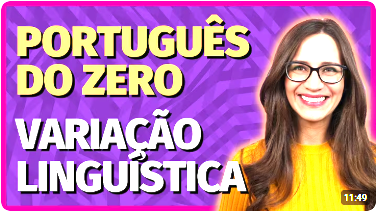 PORTUGUÊS
DO ZERO
VARIAÇÃO
LINGUÍSTICA
11:49